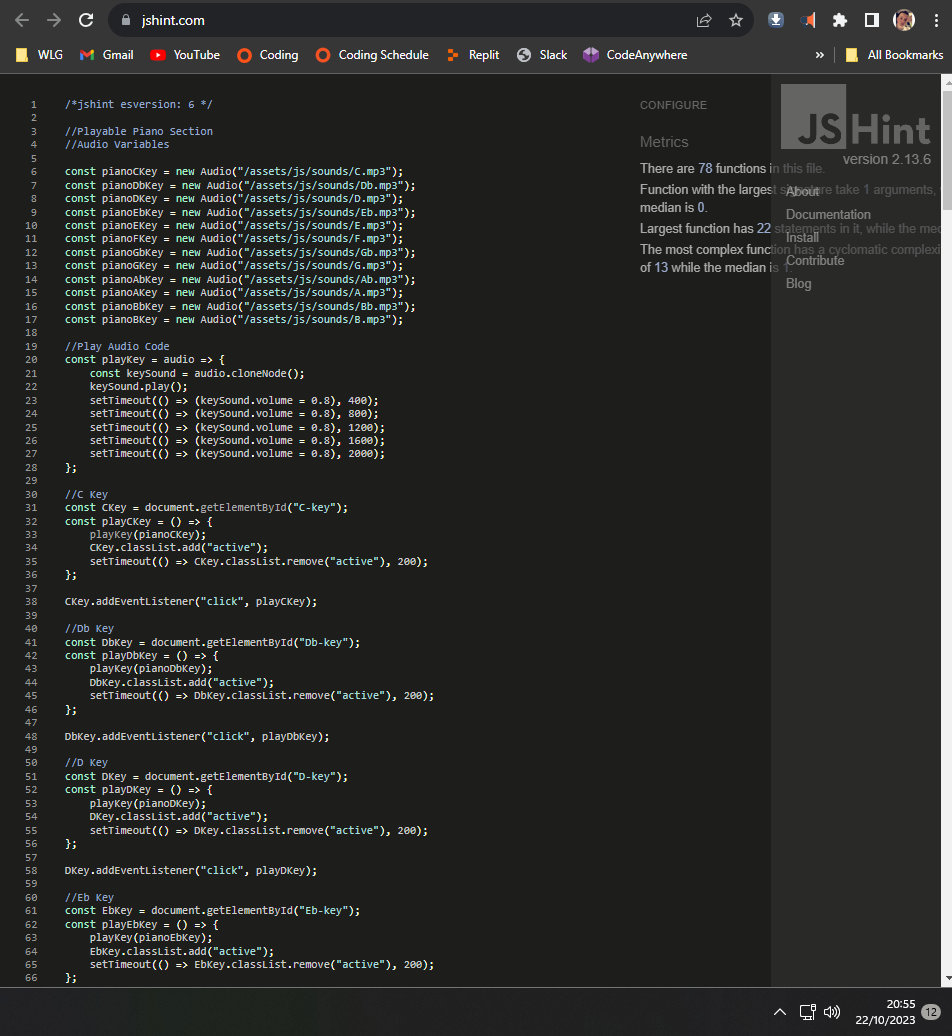 jshint.com
WLG Gmail YouTube Coding Coding Schedule Replit Slack CodeAnywhere » All Bookmarks
1 /*jshint esversion: 6 */
2
3 //Playable Piano Section
4 //Audio Variables
5
6 const pianoCKey = new Audio("/assets/js/sounds/C.mp3");
7 const pianoDbKey = new Audio("/assets/js/sounds/Db.mp3");
8 const pianoDKey = new Audio("/assets/js/sounds/D.mp3");
9 const pianoEbKey = new Audio("/assets/js/sounds/Eb.mp3");
10 const pianoEKey = new Audio("/assets/js/sounds/E.mp3");
11 const pianoFKey = new Audio("/assets/js/sounds/F.mp3");
12 const pianoGbKey = new Audio("/assets/js/sounds/Gb.mp3");
13 const pianoGKey = new Audio("/assets/js/sounds/G.mp3");
14 const pianoAbKey = new Audio("/assets/js/sounds/Ab.mp3");
15 const pianoAKey = new Audio("/assets/js/sounds/A.mp3");
16 const pianoBbKey = new Audio("/assets/js/sounds/Bb.mp3");
17 const pianoBKey = new Audio("/assets/js/sounds/B.mp3");
18
19 //Play Audio Code
20 const playKey = audio => {
21 const keySound = audio.cloneNode();
22 keySound.play();
23 setTimeout(() => (keySound.volume = 0.8), 400);
24 setTimeout(() => (keySound.volume = 0.8), 800);
25 setTimeout(() => (keySound.volume = 0.8), 1200);
26 setTimeout(() => (keySound.volume = 0.8), 1600);
27 setTimeout(() => (keySound.volume = 0.8), 2000);
28 };
29
30 //C Key
31 const CKey = document.getElementById("C-key");
32 const playCKey = () => {
33 playKey(pianoCKey);
34 CKey.classList.add("active");
35 setTimeout(() => CKey.classList.remove("active"), 200);
36 };
37
38 CKey.addEventListener("click", playCKey);
39
40 //Db Key
41 const DbKey = document.getElementById("Db-key");
42 const playDbKey = () => {
43 playKey(pianoDbKey);
44 DbKey.classList.add("active");
45 setTimeout(() => DbKey.classList.remove("active"), 200);
46 };
47
48 DbKey.addEventListener("click", playDbKey);
49
50 //D Key
51 const DKey = document.getElementById("D-key");
52 const playDKey = () => {
53 playKey(pianoDKey);
54 DKey.classList.add("active");
55 setTimeout(() => DKey.classList.remove("active"), 200);
56 };
57
58 DKey.addEventListener("click", playDKey);
59
60 //Eb Key
61 const EbKey = document.getElementById("Eb-key");
62 const playEbKey = () => {
63 playKey(pianoEbKey);
64 EbKey.classList.add("active");
65 setTimeout(() => EbKey.classList.remove("active"), 200);
66 };
CONFIGURE
Metrics
There are 78 functions in this file.
Function with the largest signature take 1 arguments,
median is 0.
Largest function has 22 statements in it, while the med
The most complex function has a cyclomatic complexi
of 13 while the median is 1.
JSHint
version 2.13.6
About
Documentation
Install
Contribute
Blog
20:55
22/10/2023
12